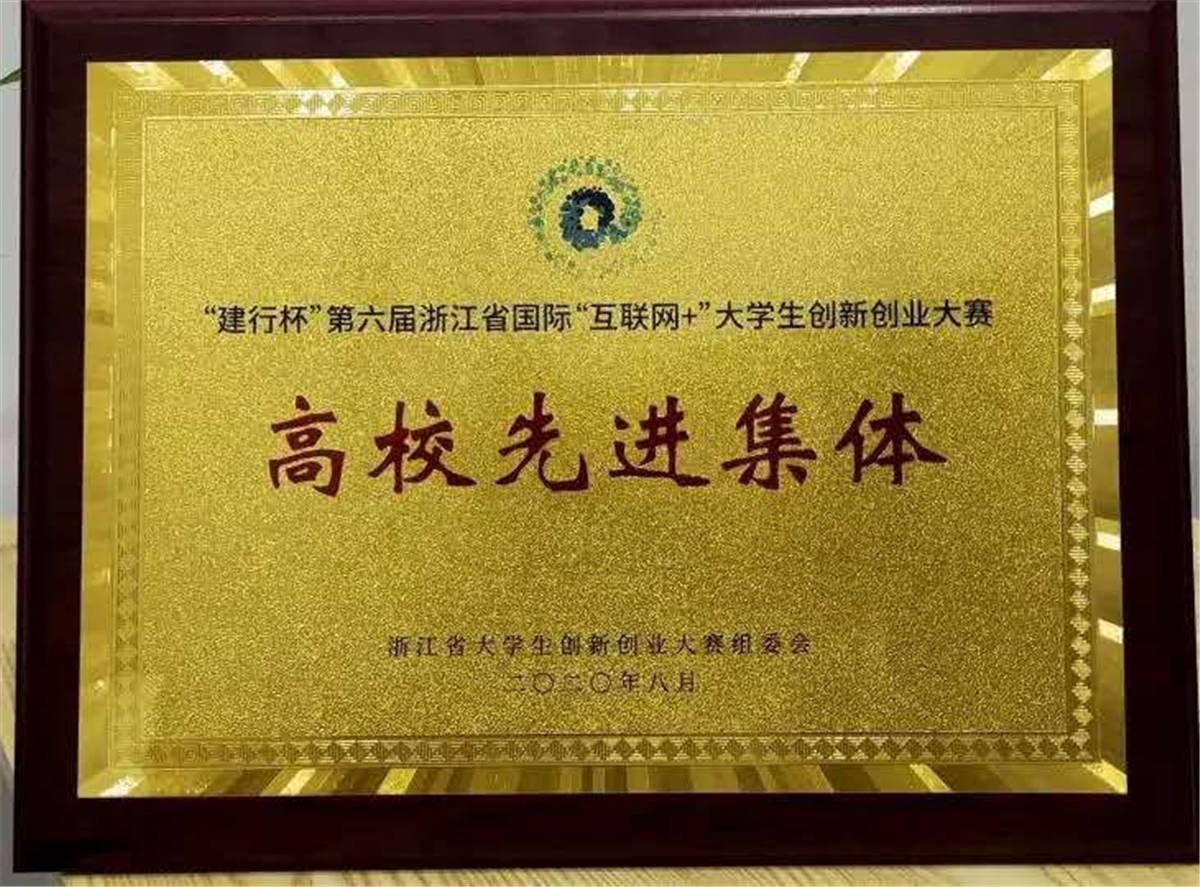 “建行杯”第六届浙江省国际“互联网+”大学生创新创业大赛
高校先进集体
浙江省大学生创新创业大赛组委会
二〇二〇年八月